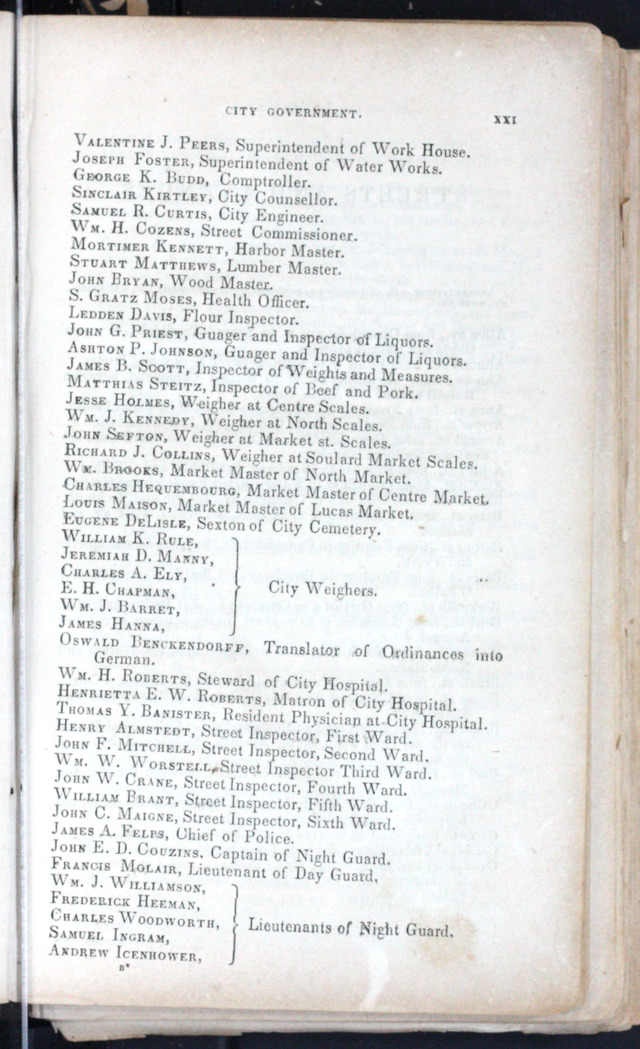 CITY GOVERNMENT. XXI
VALENTINE J. PEERS, Superintendent of Work House.
JOSEPH FOSTER, Superintendent of Water Works.
GEORGE K. BUDD, Comptroller.
SINCLAIR KIRTLEY, City Counsellor.
SAMUEL R. CURTIS, City Engineer.
WM. H. COZENS, Street Commissioner.
MORTIMER KENNETT, Harbor Master.
STUART MATTHEWS, Lumber Master.
JOHN BRYAN, Wood Master.
S. GRATZ MOSES, Health Officer.
LEDDEN DAVIS, Flour Inspector.
JOHN G. PRIEST, Guager and Inspector of Liquors.
ASHTON P. JOHNSON, Guager and Inspector of Liquors.
JAMES B. SCOTT, Inspector of Weights and Measures.
MATTHIAS STEITZ, Inspector of Beef and Pork.
JESSE HOLMES, Weigher at Centre Scales.
WM. J. KENNEDY, Weigher at North Scales.
JOHN SEFTON, Weigher at Market st. Scales.
RICHARD J. COLLINS, Weigher at Soulard Market Scales.
WM. BROOKS, Market Master of North Market.
CHARLES HEQUEMBOURG, Market Master of Centre Market.
LOUIS MAISON, Market Master of Lucas Market.
EUGENE DELISLE, Sexton of City Cemetery.
WILLIAM K. RULE,
JEREMIAH D. MANNY,
CHARLES A. ELY,
E. H. CHAPMAN,
WM. J. BARRET,
JAMES HANNA,
City Weighers.
OSWALD BENCKENDORFF, Translator of Ordinances into
German.
WM. H. ROBERTS, Steward of City Hospital.
HENRIETTA E. W. ROBERTS, Matron of City Hospital.
THOMAS Y. BANISTER, Resident Physician at City Hospital.
HENRY ALMSTEDT, Street Inspector, First Ward.
JOHN F. MITCHELL, Street Inspector, Second Ward.
WM. W. WORSTELL, Street Inspector Third Ward.
JOHN W. CRANE, Street Inspector, Fourth Ward.
WILLIAM BRANT, Street Inspector, Fifth Ward.
JOHN C. MAIGNE, Street Inspector, Sixth Ward.
JAMES A. FELPS, Chief of Police.
JOHN E. D. COUZINS, Captain of Night Guard.
FRANCIS MOLAIR, Lieutenant of Day Guard,
WM. J. WILLIAMSON,
FREDERICK HEEMAN,
CHARLES WOODWORTH,
SAMUEL INGRAM,
ANDREW ICENHOWER,
Lieutenants of Night Guard.
B*